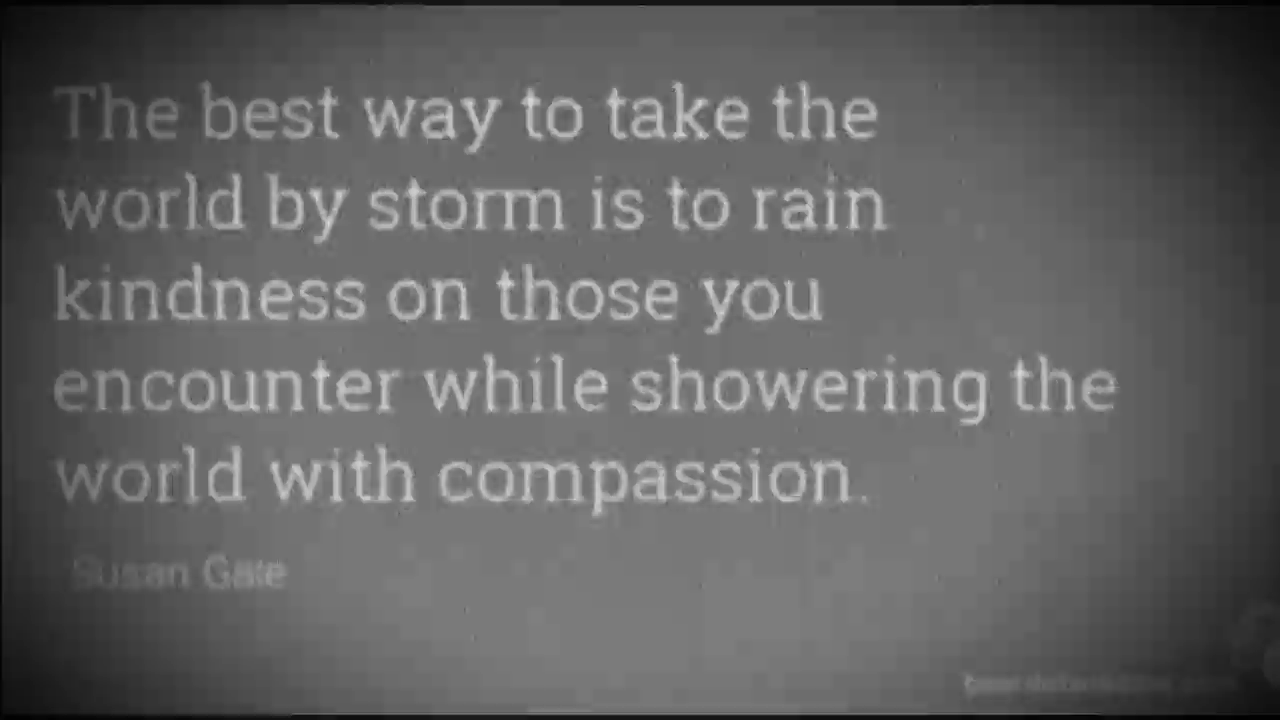 The best way to take the
world by storm is to rain
kindness on those you
encounter while showering the
world with compassion.
Susan Gale